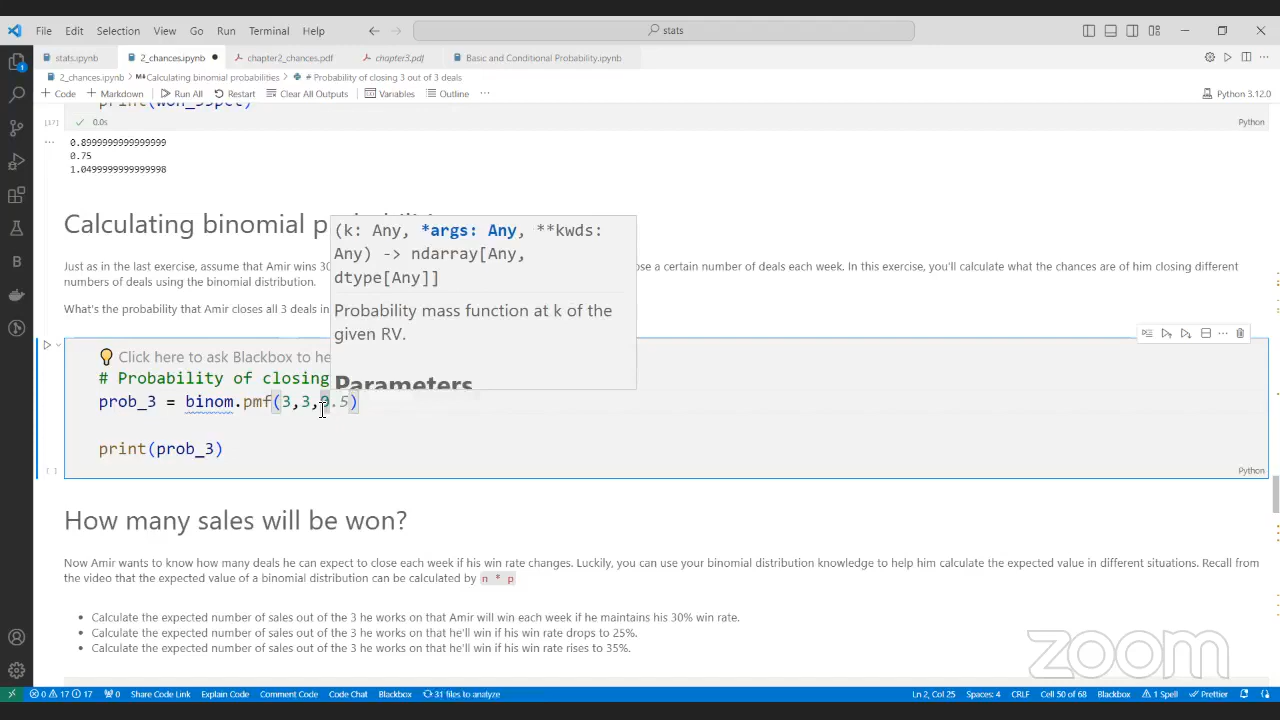 File Edit Selection View Go Run Terminal Help
stats
stats.ipynb 2_chances.ipynb chapter2_chances.pdf chapter3.pdf Basic and Conditional Probability.ipynb
2_chances.ipynb Calculating binomial probabilities # Probability of closing 3 out of 3 deals
Code Markdown Run All Restart Clear All Outputs Variables Outline ... Python 3.12.0
[17] 0.0s Python
0.8999999999999999
0.75
1.0499999999999998
Calculating binomial
(k: Any, *args: Any, **kwds:
Any) -> ndarray[Any,
dtype[Any]]
Probability mass function at k of the
given RV.
Parameters
Just as in the last exercise, assume that Amir wins 30 ose a certain number of deals each week. In this exercise, you'll calculate what the chances are of him closing different
numbers of deals using the binomial distribution.
What's the probability that Amir closes all 3 deals in
Click here to ask Blackbox to he
# Probability of closing
prob_3 = binom.pmf(3,3,0.5)
print(prob_3)
[ ] Python
How many sales will be won?
Now Amir wants to know how many deals he can expect to close each week if his win rate changes. Luckily, you can use your binomial distribution knowledge to help him calculate the expected value in different situations. Recall from
the video that the expected value of a binomial distribution can be calculated by n * p
• Calculate the expected number of sales out of the 3 he works on that Amir will win each week if he maintains his 30% win rate.
• Calculate the expected number of sales out of the 3 he works on that he'll win if his win rate drops to 25%.
• Calculate the expected number of sales out of the 3 he works on that he'll win if his win rate rises to 35%.
zoom
0 17 17 0 Share Code Link Explain Code Comment Code Code Chat Blackbox 31 files to analyze Ln 2, Col 25 Spaces: 4 CRLF Cell 50 of 68 Blackbox 1 Spell Prettier